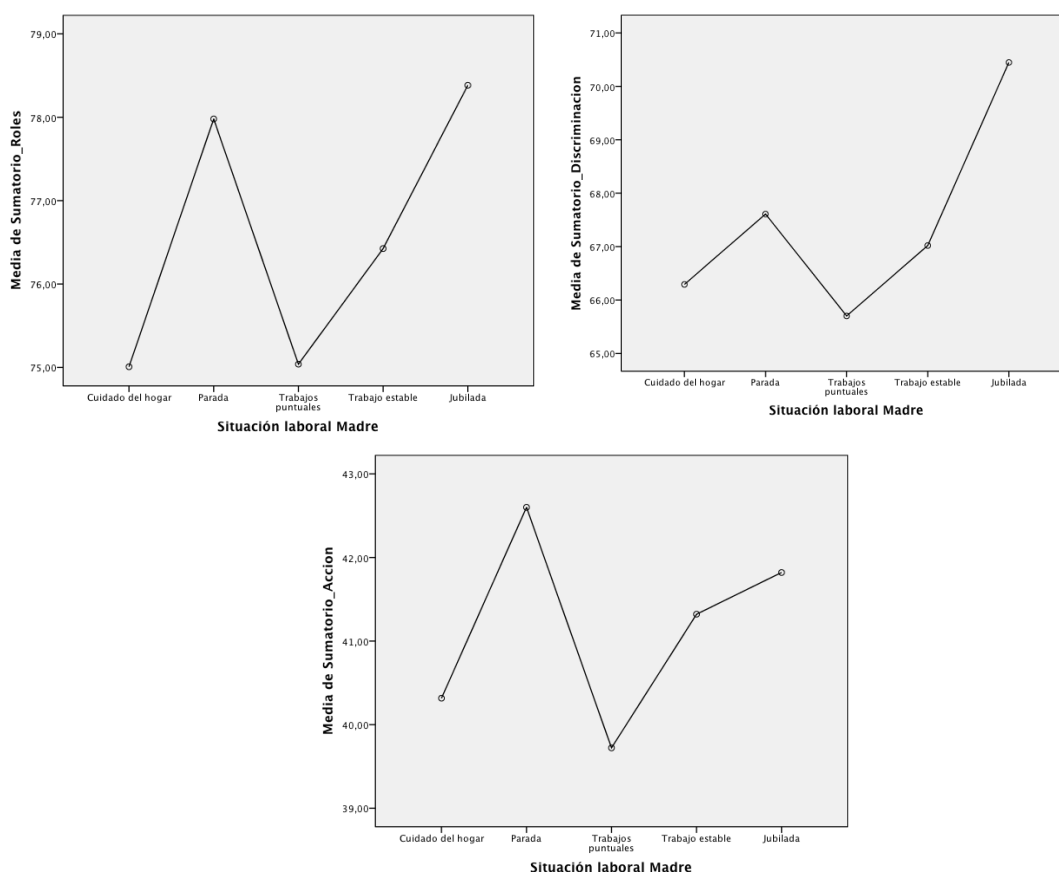 Media de Sumatorio_Roles
79,00
78,00
77,00
76,00
75,00
Cuidado del hogar
Parada
Trabajos
puntuales
Trabajo estable
Jubilada
Situación laboral Madre
Media de Sumatorio_Discriminacion
71,00
70,00
69,00
68,00
67,00
66,00
65,00
Cuidado del hogar
Parada
Trabajos
puntuales
Trabajo estable
Jubilada
Situación laboral Madre
Media de Sumatorio_Accion
43,00
42,00
41,00
40,00
39,00
Cuidado del hogar
Parada
Trabajos
puntuales
Trabajo estable
Jubilada
Situación laboral Madre